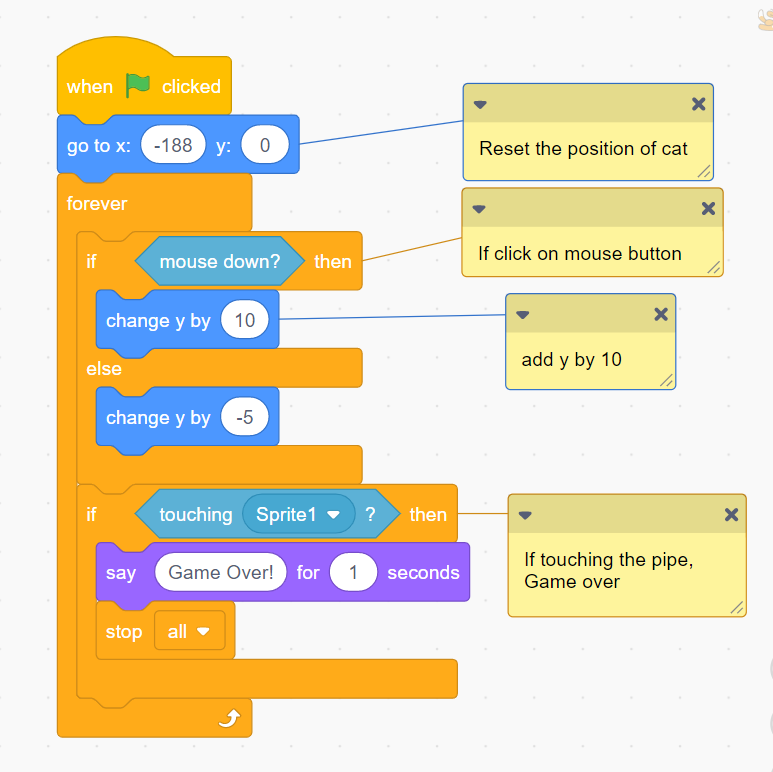 when clicked
go to x: -188 y: 0
Reset the position of cat
forever
if mouse down? then
If click on mouse button
change y by 10
add y by 10
else
change y by -5
if touching Sprite1 ? then
If touching the pipe,
Game over
say Game Over! for 1 seconds
stop all